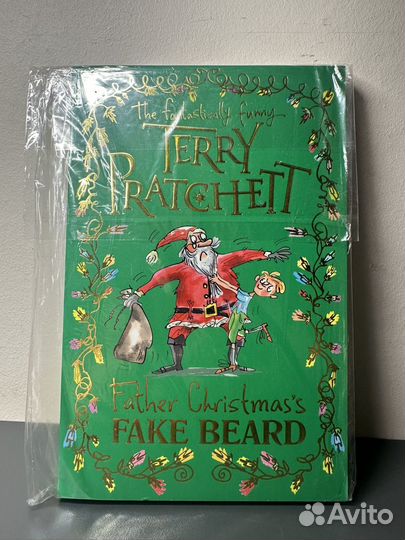 The fantastically funny
TERRY
PRATCHETT
Father Christmas's
FAKE BEARD
Avito